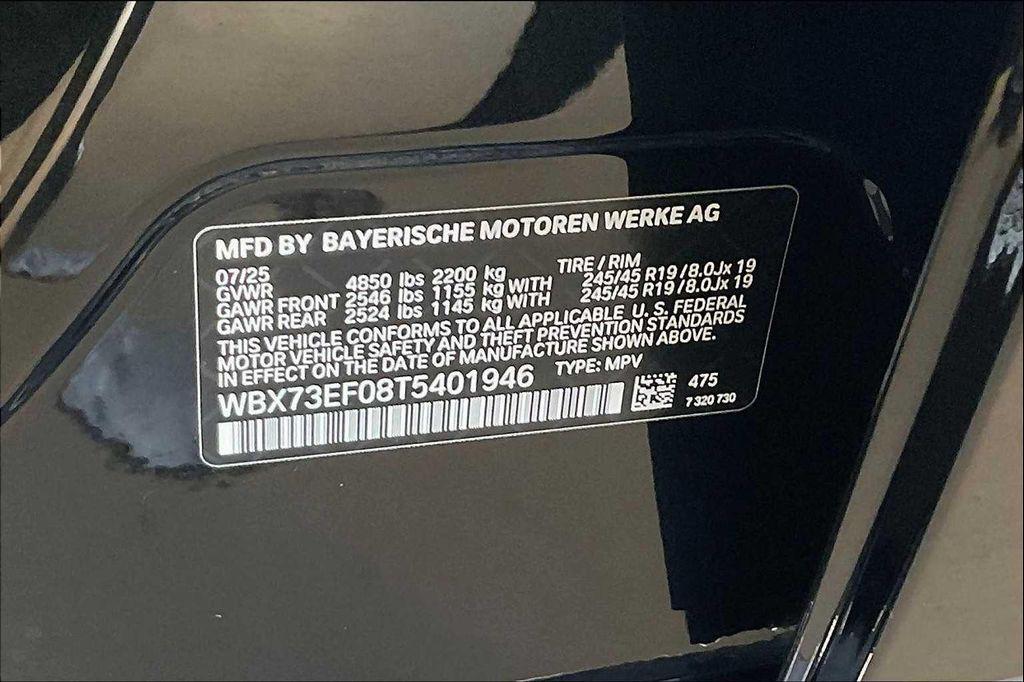 MFD BY BAYERISCHE MOTOREN WERKE AG
07/25 TIRE / RIM
GVWR 4850 lbs 2200 kg
GAWR FRONT 2546 lbs 1155 kg WITH 245/45 R19 / 8.0Jx 19
GAWR REAR 2524 lbs 1145 kg WITH 245/45 R19 / 8.0Jx 19
THIS VEHICLE CONFORMS TO ALL APPLICABLE U. S. FEDERAL
MOTOR VEHICLE SAFETY AND THEFT PREVENTION STANDARDS
IN EFFECT ON THE DATE OF MANUFACTURE SHOWN ABOVE.
WBX73EF08T5401946 TYPE: MPV
475
7 320 730